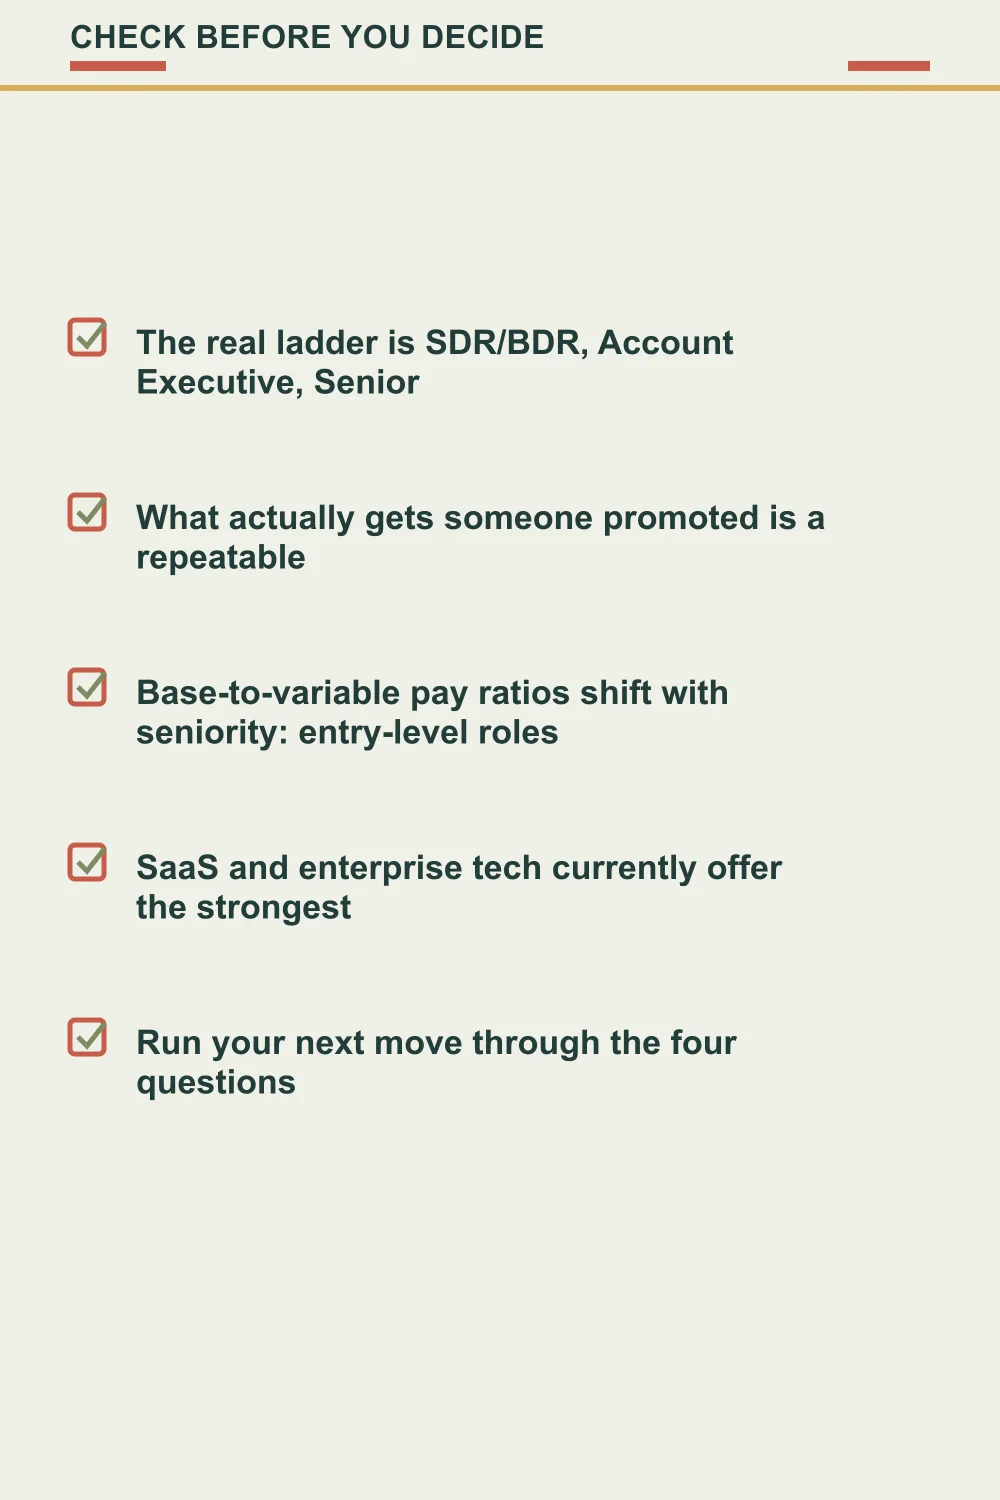 CHECK BEFORE YOU DECIDE
The real ladder is SDR/BDR, Account
Executive, Senior
What actually gets someone promoted is a
repeatable
Base-to-variable pay ratios shift with
seniority: entry-level roles
SaaS and enterprise tech currently offer
the strongest
Run your next move through the four
questions